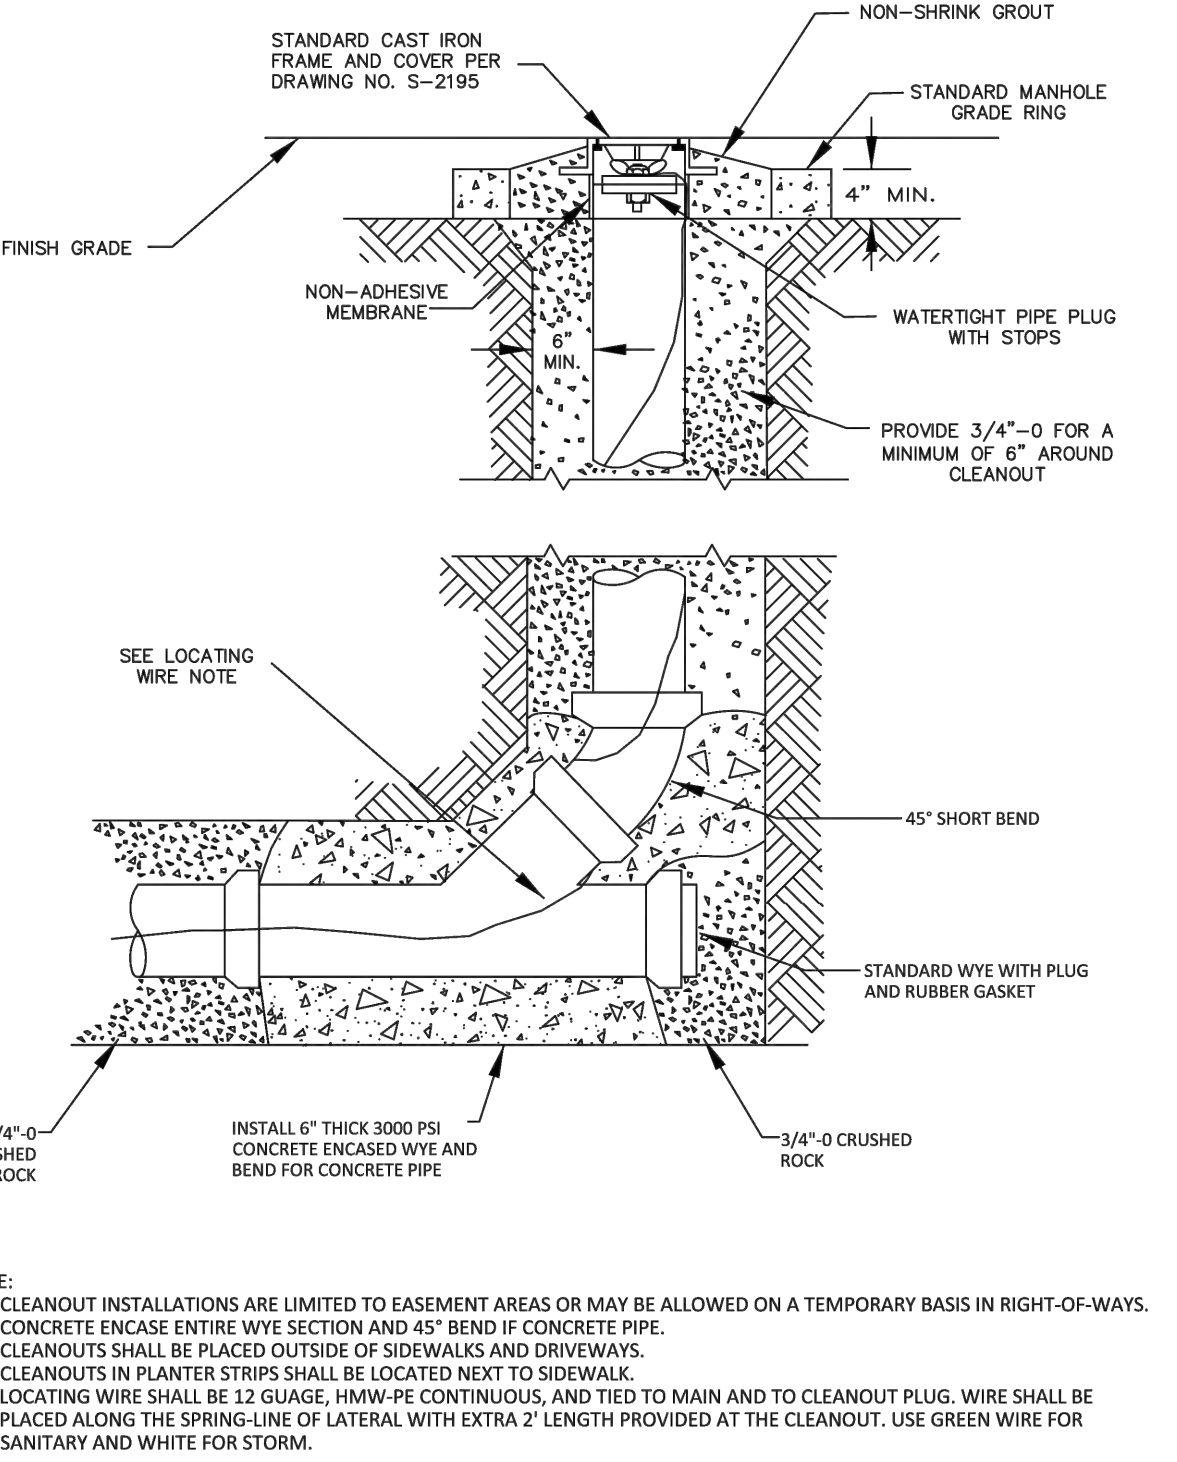 NON-SHRINK GROUT
STANDARD CAST IRON
FRAME AND COVER PER
DRAWING NO. S-2195
STANDARD MANHOLE
GRADE RING
4" MIN.
FINISH GRADE
NON-ADHESIVE
MEMBRANE
WATERTIGHT PIPE PLUG
WITH STOPS
6"
MIN.
PROVIDE 3/4"-0 FOR A
MINIMUM OF 6" AROUND
CLEANOUT
SEE LOCATING
WIRE NOTE
45° SHORT BEND
STANDARD WYE WITH PLUG
AND RUBBER GASKET
/4"-0
SHED
ROCK
INSTALL 6" THICK 3000 PSI
CONCRETE ENCASED WYE AND
BEND FOR CONCRETE PIPE
3/4"-0 CRUSHED
ROCK
E:
CLEANOUT INSTALLATIONS ARE LIMITED TO EASEMENT AREAS OR MAY BE ALLOWED ON A TEMPORARY BASIS IN RIGHT-OF-WAYS.
CONCRETE ENCASE ENTIRE WYE SECTION AND 45° BEND IF CONCRETE PIPE.
CLEANOUTS SHALL BE PLACED OUTSIDE OF SIDEWALKS AND DRIVEWAYS.
CLEANOUTS IN PLANTER STRIPS SHALL BE LOCATED NEXT TO SIDEWALK.
LOCATING WIRE SHALL BE 12 GUAGE, HMW-PE CONTINUOUS, AND TIED TO MAIN AND TO CLEANOUT PLUG. WIRE SHALL BE
PLACED ALONG THE SPRING-LINE OF LATERAL WITH EXTRA 2' LENGTH PROVIDED AT THE CLEANOUT. USE GREEN WIRE FOR
SANITARY AND WHITE FOR STORM.